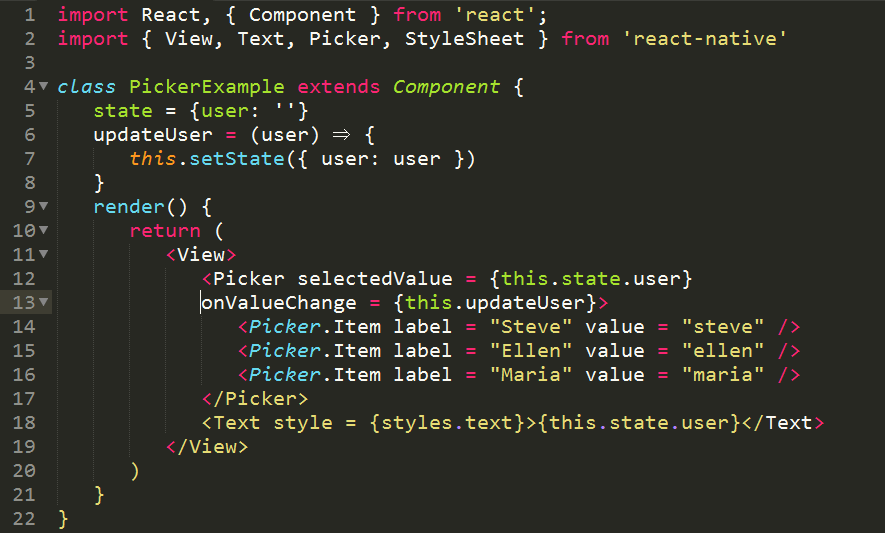 1 import React, { Component } from 'react';
2 import { View, Text, Picker, StyleSheet } from 'react-native'
3
4 class PickerExample extends Component {
5 state = {user: ''}
6 updateUser = (user) ⇒ {
7 this.setState({ user: user })
8 }
9 render() {
10 return (
11 <View>
12 <Picker selectedValue = {this.state.user}
13 onValueChange = {this.updateUser}>
14 <Picker.Item label = "Steve" value = "steve" />
15 <Picker.Item label = "Ellen" value = "ellen" />
16 <Picker.Item label = "Maria" value = "maria" />
17 </Picker>
18 <Text style = {styles.text}>{this.state.user}</Text>
19 </View>
20 )
21 }
22 }